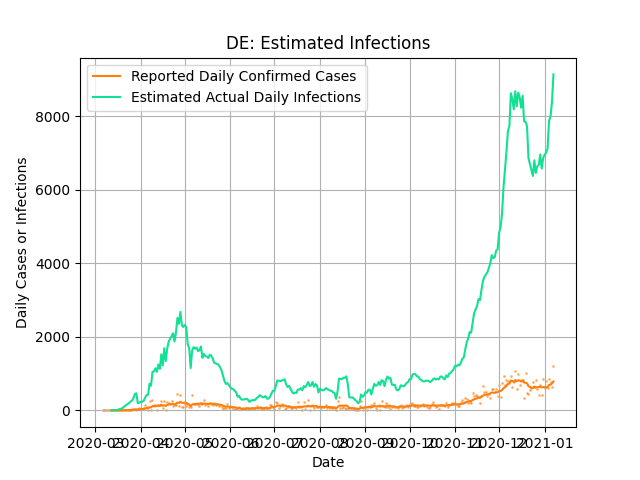 DE: Estimated Infections
Reported Daily Confirmed Cases
Estimated Actual Daily Infections
Daily Cases or Infections
8000
6000
4000
2000
0
2020-03 2020-04 2020-05 2020-06 2020-07 2020-08 2020-09 2020-10 2020-11 2020-12 2021-01
Date